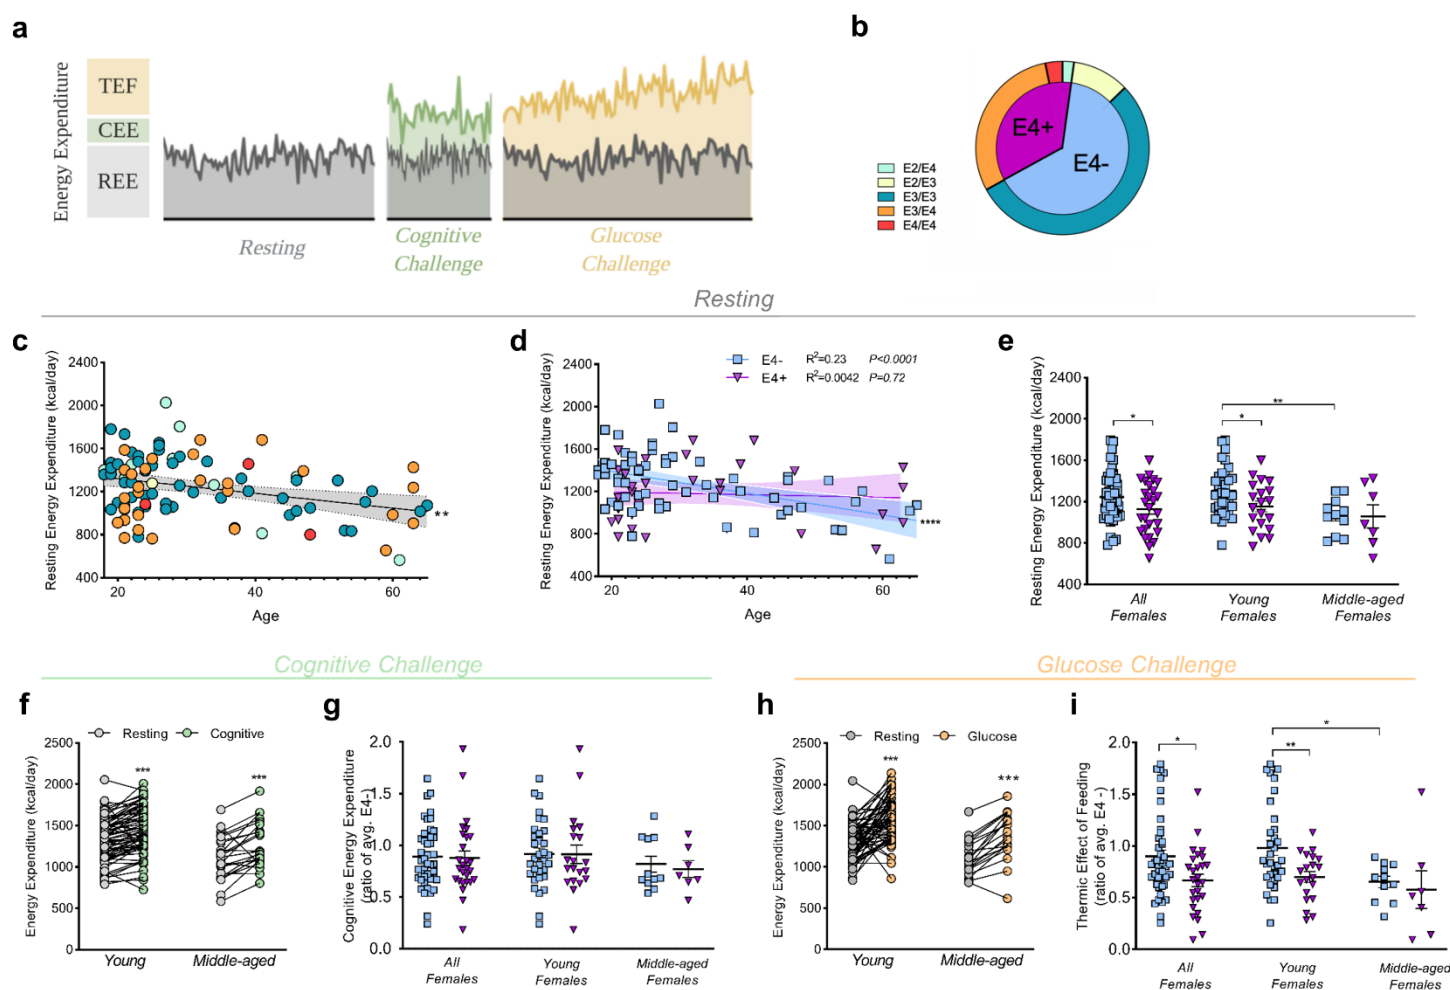 a
Energy Expenditure
TEF
CEE
REE
Resting
Cognitive
Challenge
Glucose
Challenge
b
E4+
E4-
E2/E4
E2/E3
E3/E3
E3/E4
E4/E4
Resting
c
Resting Energy Expenditure (kcal/day)
2400
2000
1600
1200
800
400
20
40
60
Age
**
d
Resting Energy Expenditure (kcal/day)
2400
2000
1600
1200
800
400
20
40
60
Age
E4- R²=0.23 P<0.0001
E4+ R²=0.0042 P=0.72
****
e
Resting Energy Expenditure (kcal/day)
2400
2000
1600
1200
800
400
*
*
**
All
Females
Young
Females
Middle-aged
Females
Cognitive Challenge
Glucose Challenge
f
Resting
Cognitive
Energy Expenditure (kcal/day)
2500
2000
1500
1000
500
0
***
***
Young
Middle-aged
g
Cognitive Energy Expenditure
(ratio of avg. E4-)
2.0
1.5
1.0
0.5
0.0
All
Females
Young
Females
Middle-aged
Females
h
Resting
Glucose
Energy Expenditure (kcal/day)
2500
2000
1500
1000
500
0
***
***
Young
Middle-aged
i
Thermic Effect of Feeding
(ratio of avg. E4 -)
2.0
1.5
1.0
0.5
0.0
*
**
*
All
Females
Young
Females
Middle-aged
Females